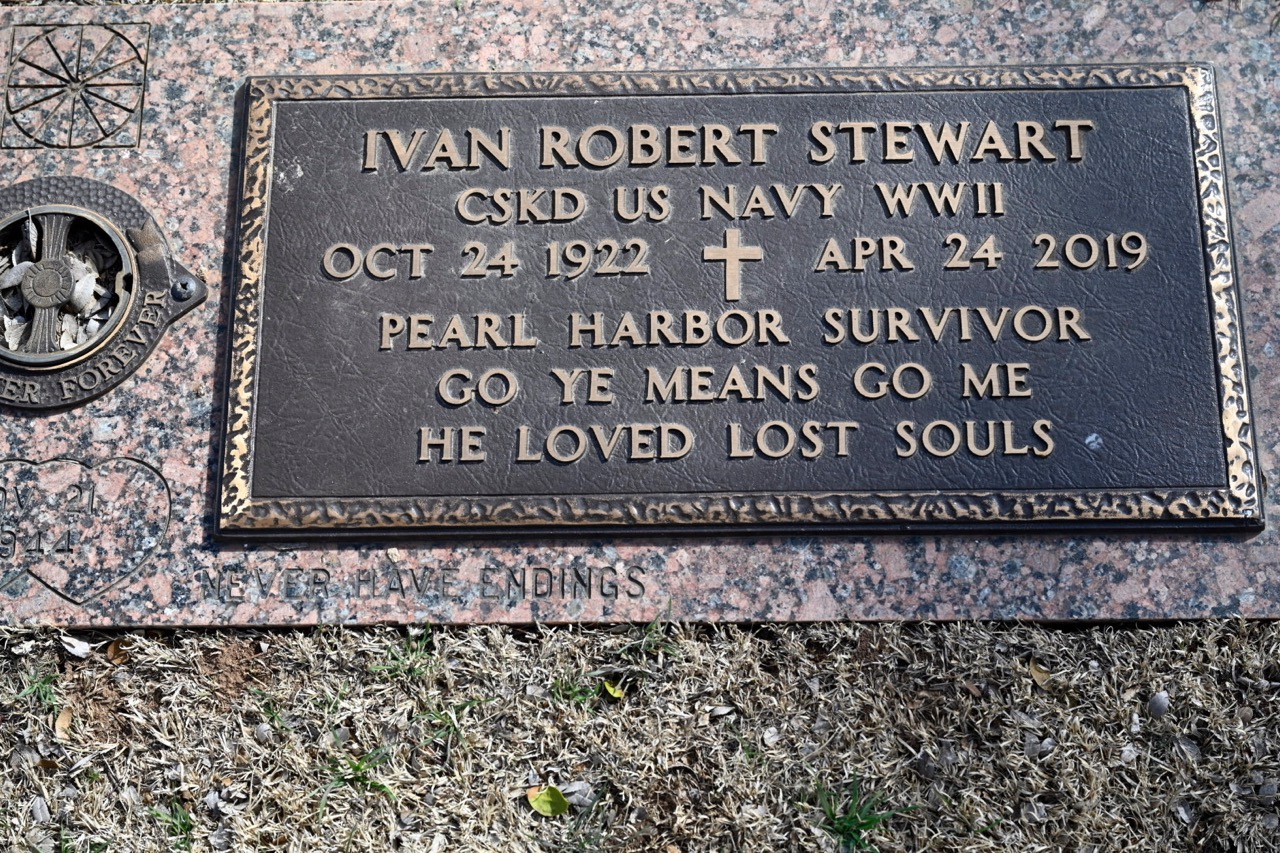 IVAN ROBERT STEWART
CSKD US NAVY WWII
OCT 24 1922 APR 24 2019
PEARL HARBOR SURVIVOR
GO YE MEANS GO ME
HE LOVED LOST SOULS
FOREVER
21
NEVER HAVE ENDINGS